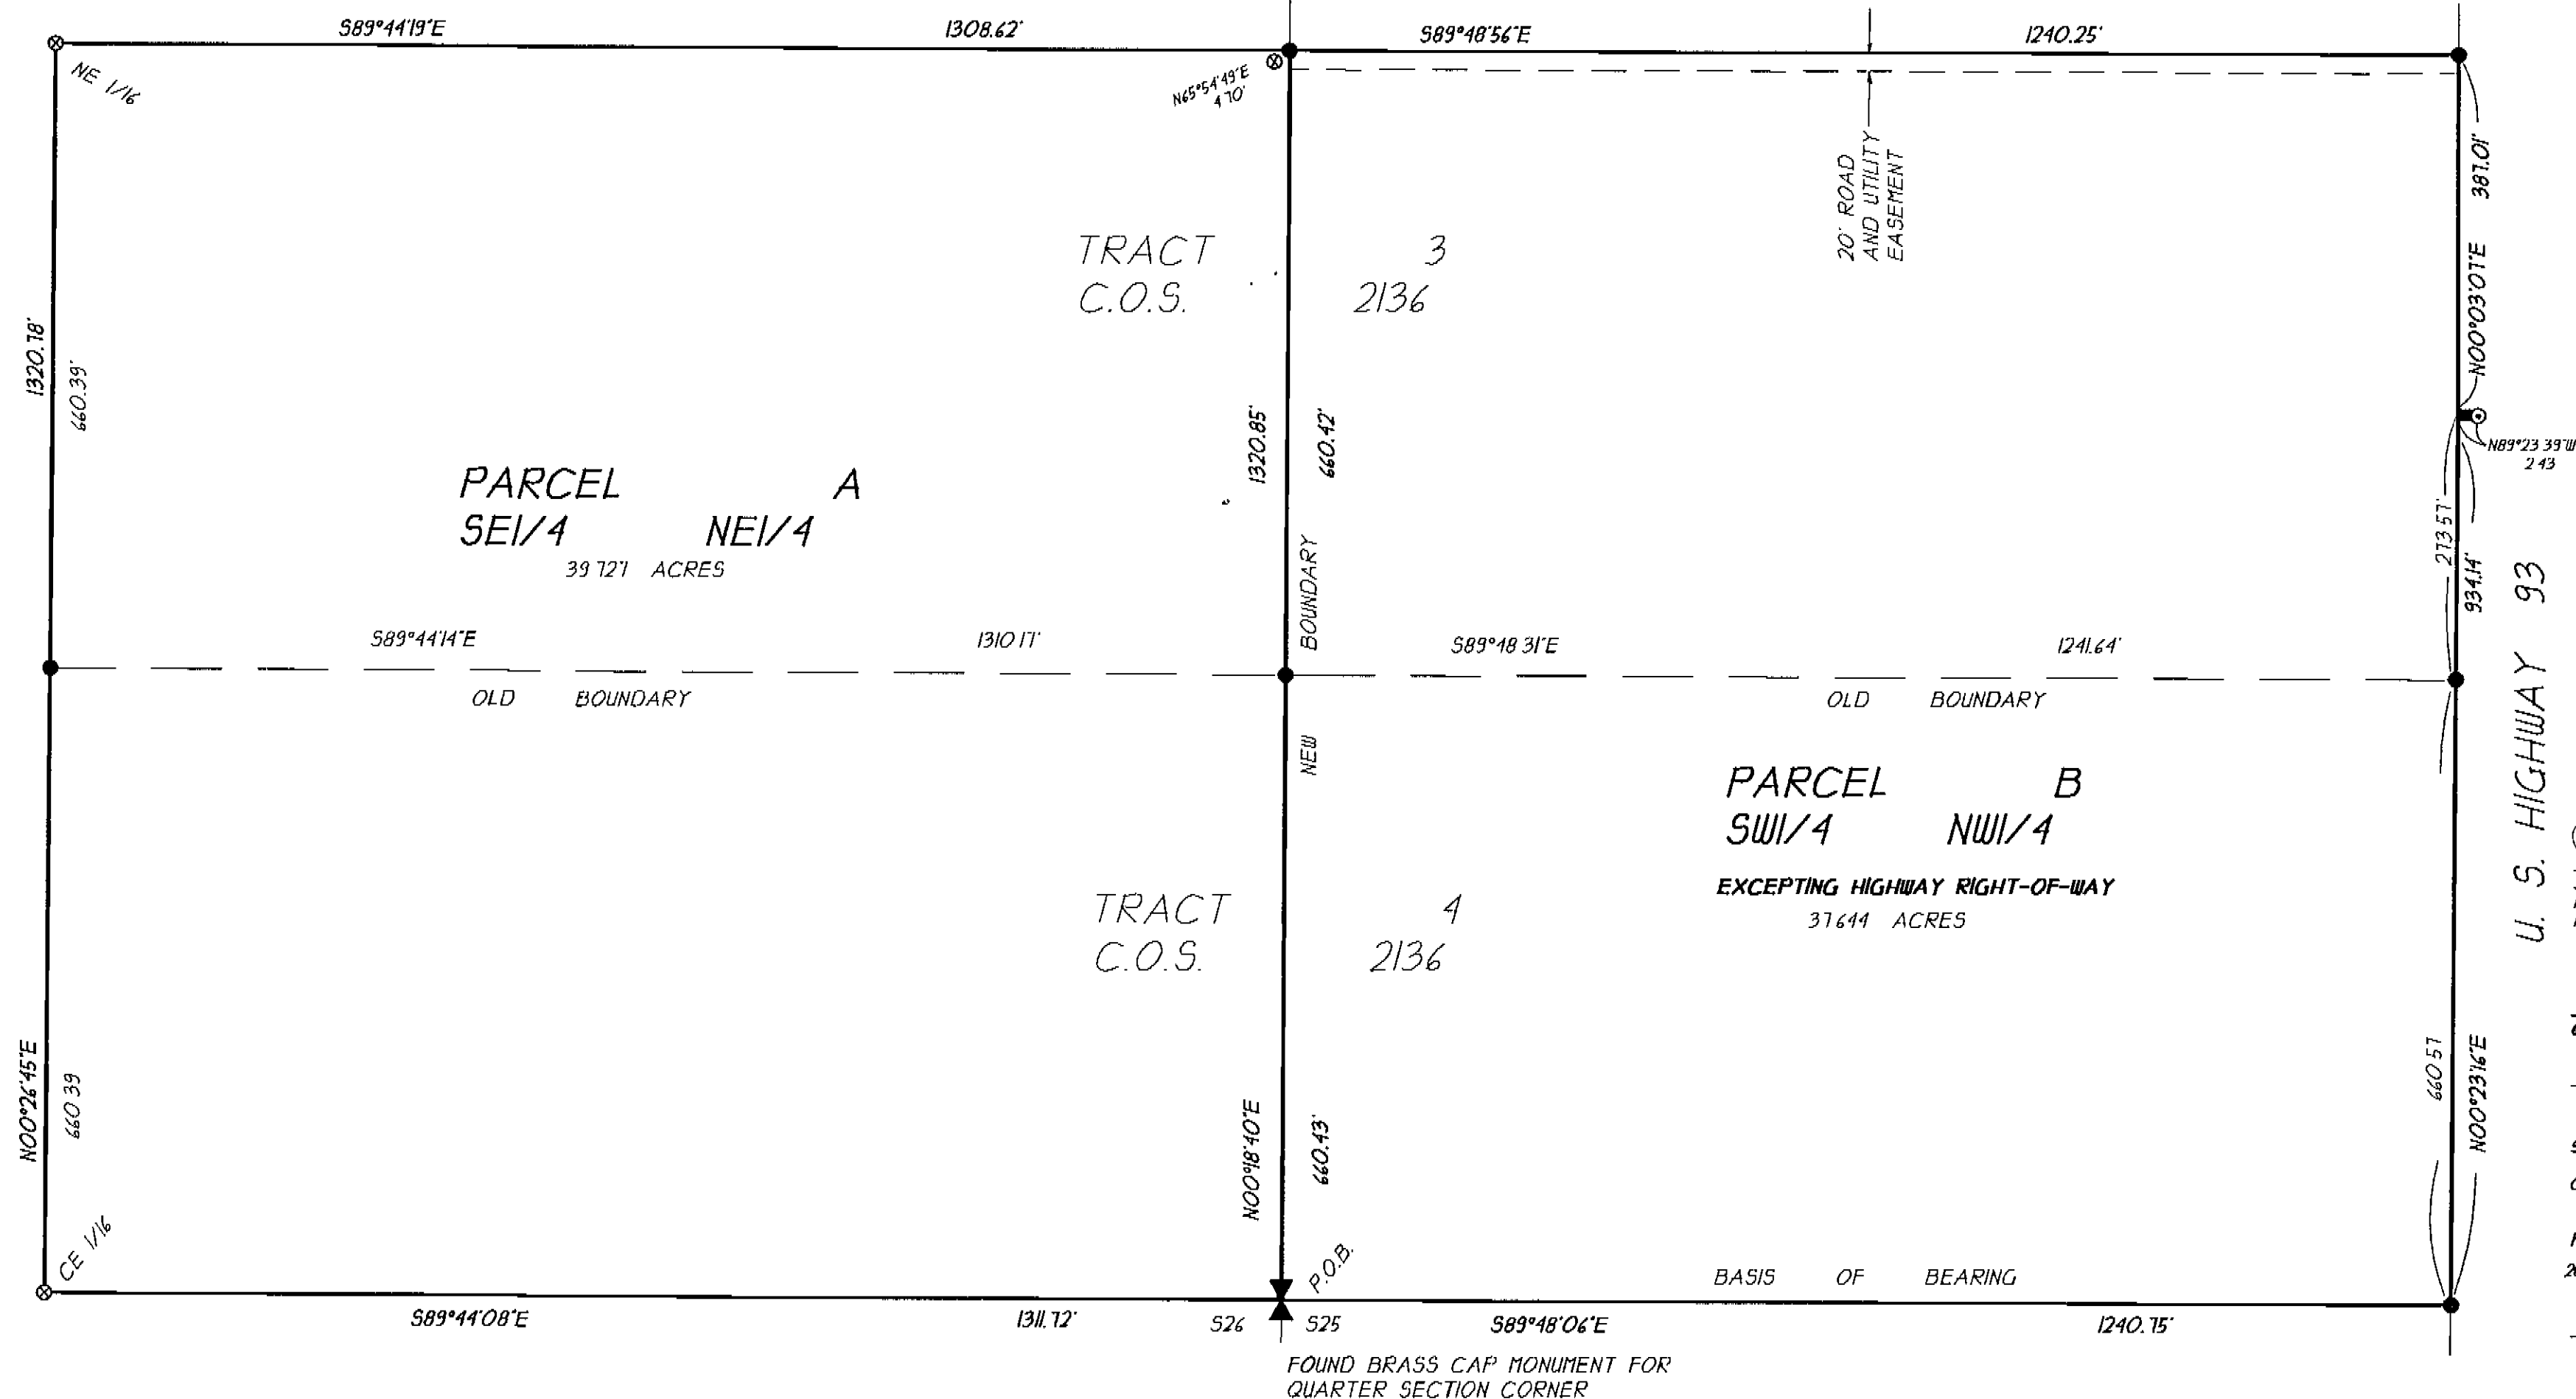 S89°44'19"E 1308.62' S89°48'56"E 1240.25'
NE 1/16
N65°54'49"E
4 70'
20' ROAD
AND UTILITY
EASEMENT
387.01'
N00°03'07"E
N89°23 39"W
2 43
TRACT 3
C.O.S. 2136
1320.78'
660.39'
1320.85'
660.42'
PARCEL A
SE1/4 NE1/4
39 727 ACRES
NEW BOUNDARY
273 57'
934.14'
U. S. HIGHWAY 93
S89°44'14"E 1310 17' S89°48 31"E 1241.64'
OLD BOUNDARY OLD BOUNDARY
PARCEL B
SW1/4 NW1/4
EXCEPTING HIGHWAY RIGHT-OF-WAY
37 644 ACRES
TRACT 4
C.O.S. 2136
N00°26'45"E
660 39
N00°18'40"E
660.43'
660 57
N00°23'16"E
CE 1/16
P.O.B.
BASIS OF BEARING
S89°44'08"E 1311.72' S26 S25 S89°48'06"E 1240.75'
FOUND BRASS CAP MONUMENT FOR
QUARTER SECTION CORNER